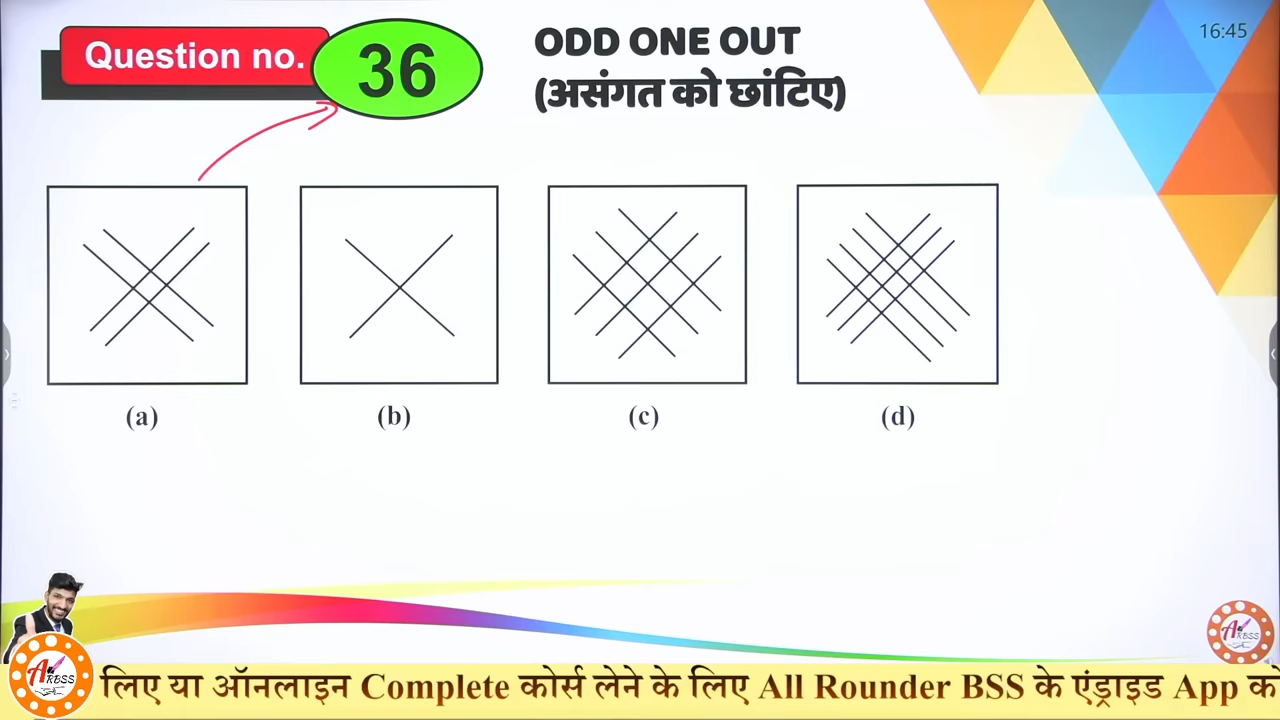 Question no.
36
ODD ONE OUT
(असंगत को छांटिए)
16:45
(a)
(b)
(c)
(d)
लिए या ऑनलाइन Complete कोर्स लेने के लिए All Rounder BSS के एंड्राइड App क